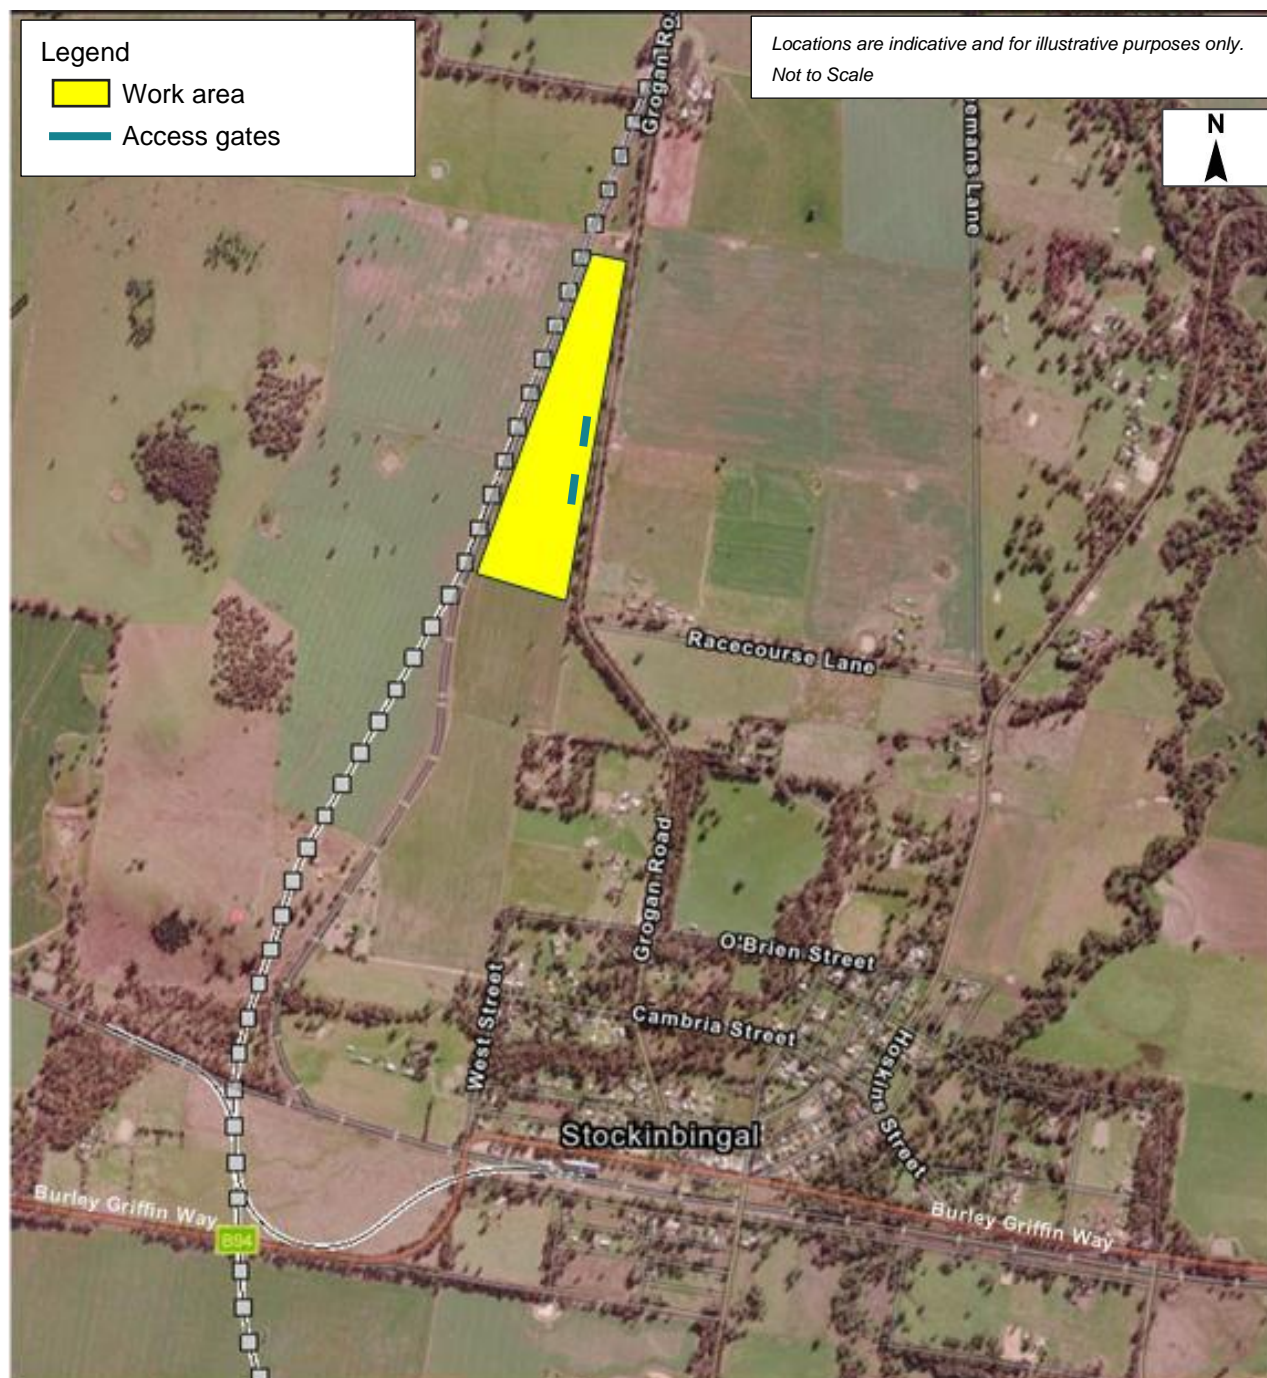 Legend
Work area
Access gates
Locations are indicative and for illustrative purposes only.
Not to Scale
N
Grogan Ro
emans Lane
Racecourse Lane
Grogan Road
O'Brien Street
West Street
Cambria Street
Hoskins Street
Stockinbingal
Burley Griffin Way
B94
Burley Griffin Way